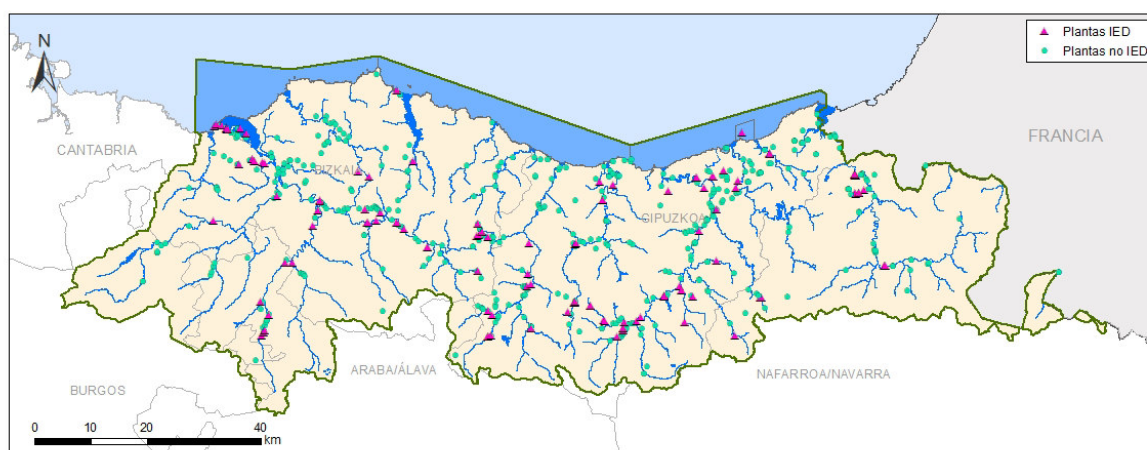 Plantas IED
Plantas no IED
N
CANTABRIA
FRANCIA
BIZKAIA
GIPUZKOA
ARABA/ÁLAVA
NAFARROA/NAVARRA
BURGOS
0 10 20 40
km